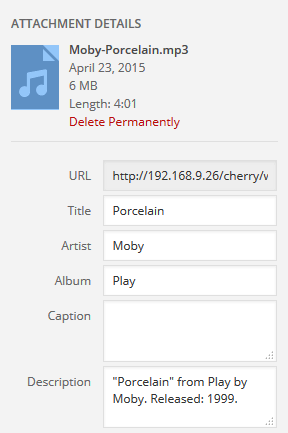 ATTACHMENT DETAILS
Moby-Porcelain.mp3
April 23, 2015
6 MB
Length: 4:01
Delete Permanently
URL http://192.168.9.26/cherry/v
Title Porcelain
Artist Moby
Album Play
Caption
Description "Porcelain" from Play by
Moby. Released: 1999.